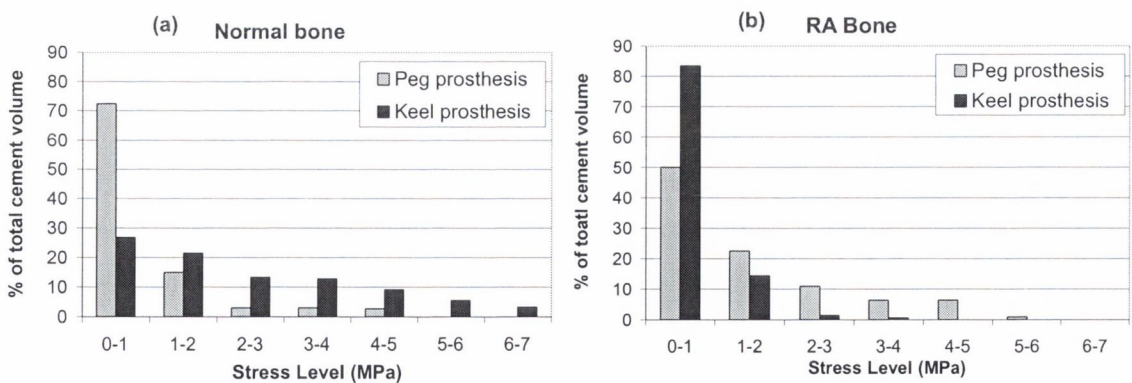 (a) Normal bone
% of total cement volume
90
80
70
60
50
40
30
20
10
0
Peg prosthesis
Keel prosthesis
0-1 1-2 2-3 3-4 4-5 5-6 6-7
Stress Level (MPa)
(b) RA Bone
% of toatl cement volume
90
80
70
60
50
40
30
20
10
0
Peg prosthesis
Keel prosthesis
0-1 1-2 2-3 3-4 4-5 5-6 6-7
Stress Level (MPa)